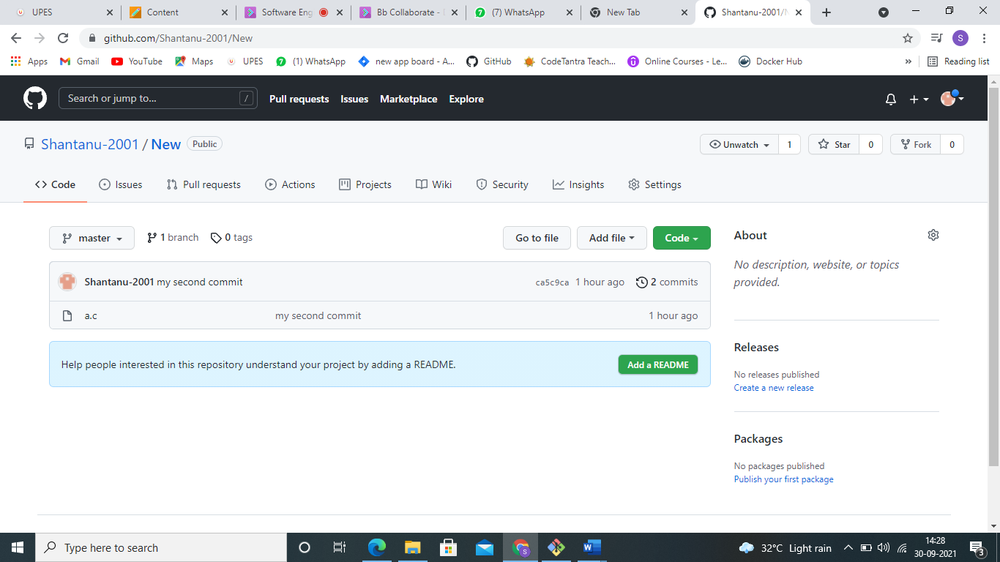 UPES
Content
Software Eng
Bb Collaborate -
(7) WhatsApp
New Tab
Shantanu-2001/N
github.com/Shantanu-2001/New
S
Apps
Gmail
YouTube
Maps
UPES
(1) WhatsApp
new app board - A...
GitHub
CodeTantra Teach...
Online Courses - Le...
Docker Hub
»
Reading list
Search or jump to...
/
Pull requests
Issues
Marketplace
Explore
Shantanu-2001 / New
Public
Unwatch
1
Star
0
Fork
0
Code
Issues
Pull requests
Actions
Projects
Wiki
Security
Insights
Settings
master
1 branch
0 tags
Go to file
Add file
Code
About
No description, website, or topics
provided.
Shantanu-2001 my second commit
ca5c9ca 1 hour ago
2 commits
a.c
my second commit
1 hour ago
Help people interested in this repository understand your project by adding a README.
Add a README
Releases
No releases published
Create a new release
Packages
No packages published
Publish your first package
Type here to search
32°C Light rain
14:28
30-09-2021
3